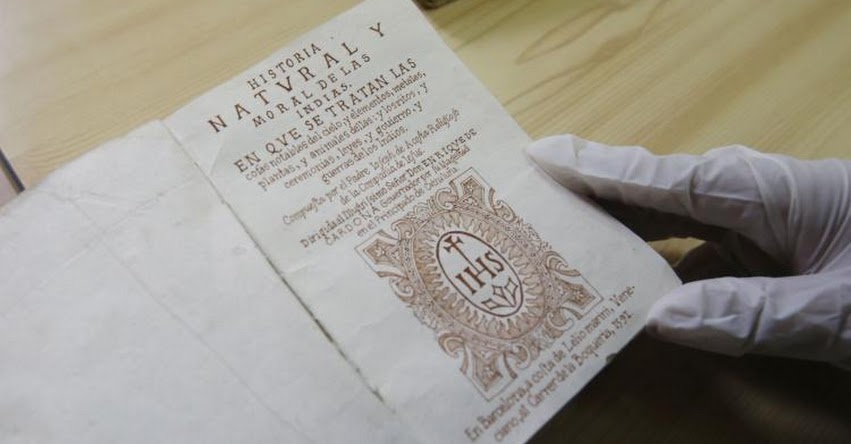 HISTORIA
NATVRAL Y
MORAL DE LAS
INDIAS,
EN QVE SE TRATAN LAS
cosas notables del cielo, y elementos, metales,
plantas, y animales dellas: y los ritos, y
ceremonias, leyes, y gouierno, y
guerras de los Indios.
Compuesto por el Padre Ioseph de Acosta Religioso
de la Compañia de Iesus.
Dirigida al Illustrissimo Señor Don ENRIQVE DE
CARDONA Gouernador por su Magestad
en el Principado de Cathaluña.
IHS
En Barcelona, A costa de Lelio marini, Vene-
ciano, al Carrer de la Boqueria, 1591.